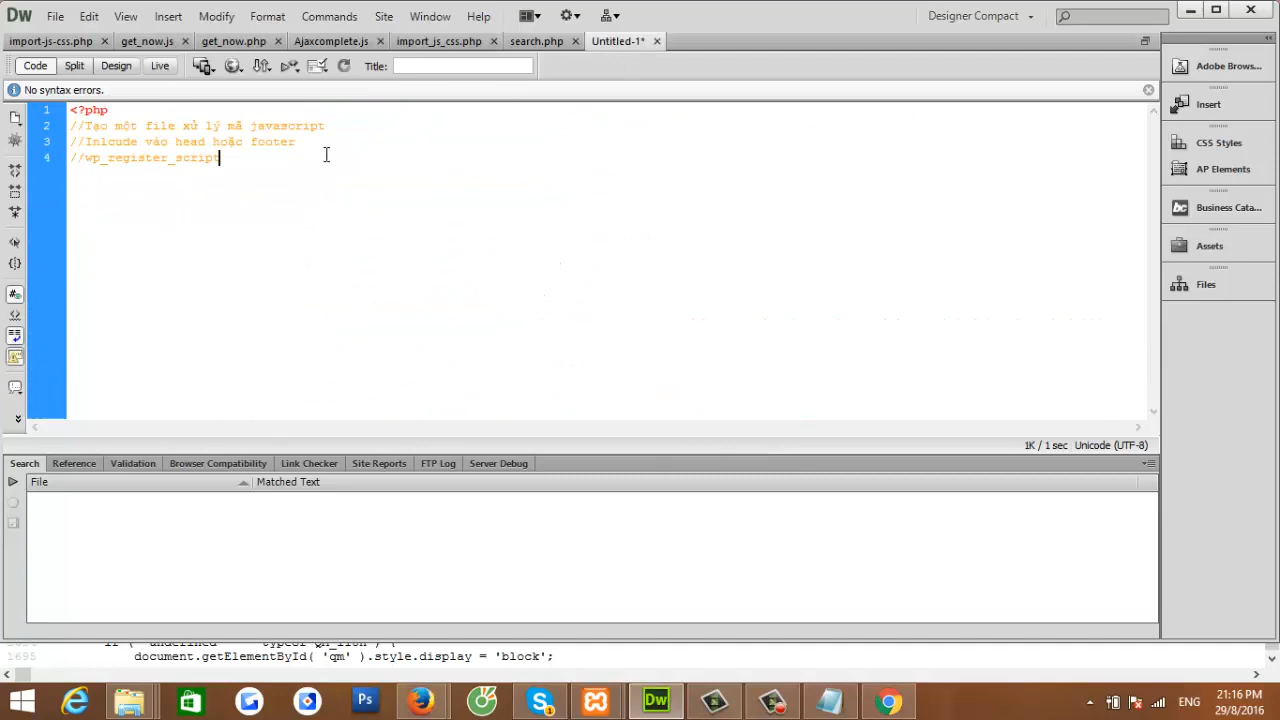 Dw File Edit View Insert Modify Format Commands Site Window Help Designer Compact
import-js-css.php × get_now.js × get_now.php × Ajaxcomplete.js × import_js_css.php × search.php × Untitled-1* ×
Code Split Design Live Title:
No syntax errors.
1 <?php
2 //Tạo một file xử lý mã javascript
3 //Inlcude vào head hoặc footer
4 //wp_register_script
Adobe Brows...
Insert
CSS Styles
AP Elements
Business Cata...
Assets
Files
1K / 1 sec Unicode (UTF-8)
Search Reference Validation Browser Compatibility Link Checker Site Reports FTP Log Server Debug
File Matched Text
1695 document.getElementById( 'qm' ).style.display = 'block';
ENG
21:16 PM
29/8/2016